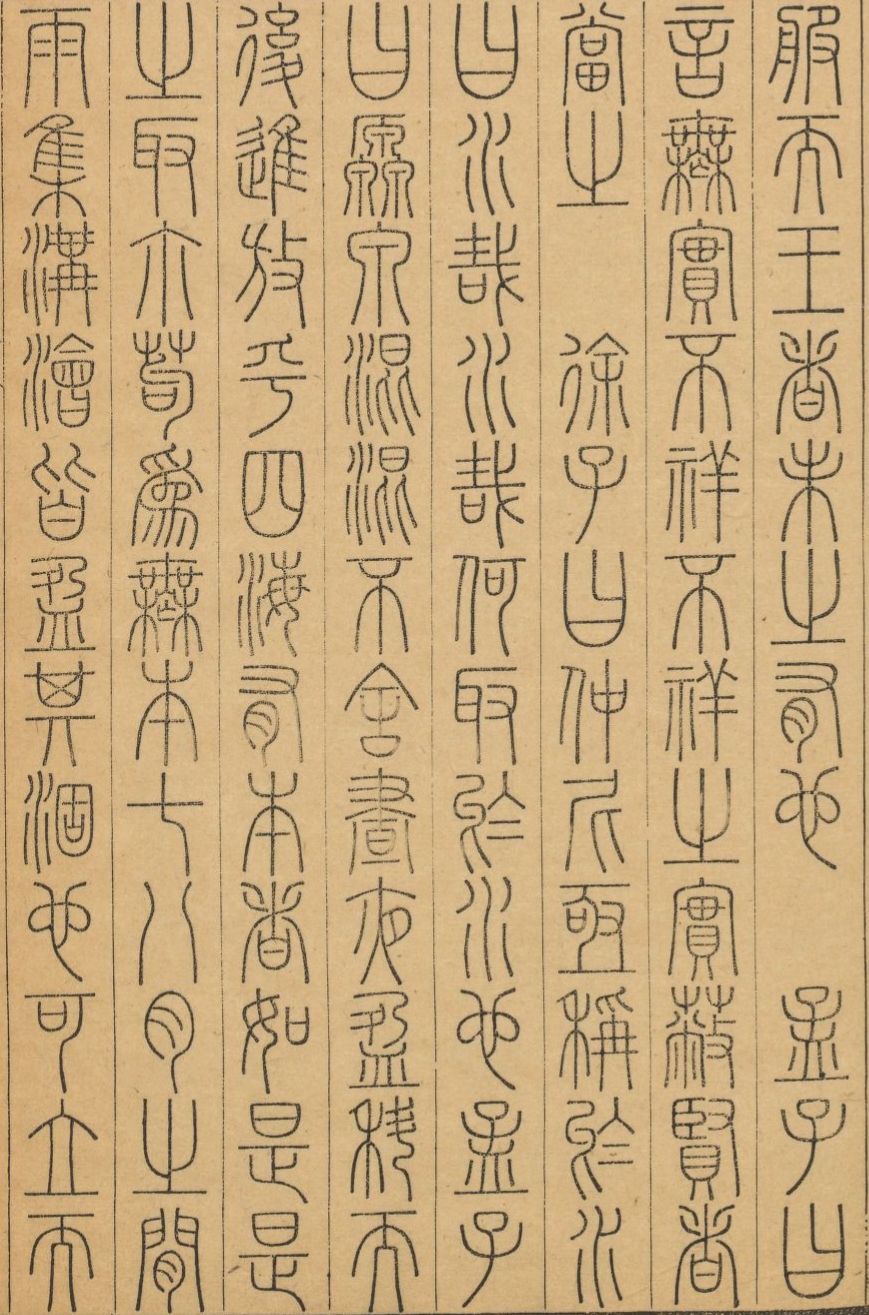 服而王者未之有也　孟子曰
言無實不祥不祥之實蔽賢者
當之　徐子曰仲尼亟稱於水
曰水哉水哉何取於水也孟子
曰原泉混混不舍晝夜盈科而
後進放乎四海有本者如是是
之取亦苟為無本七八月之閒
雨集溝澮皆盈其涸也可立而